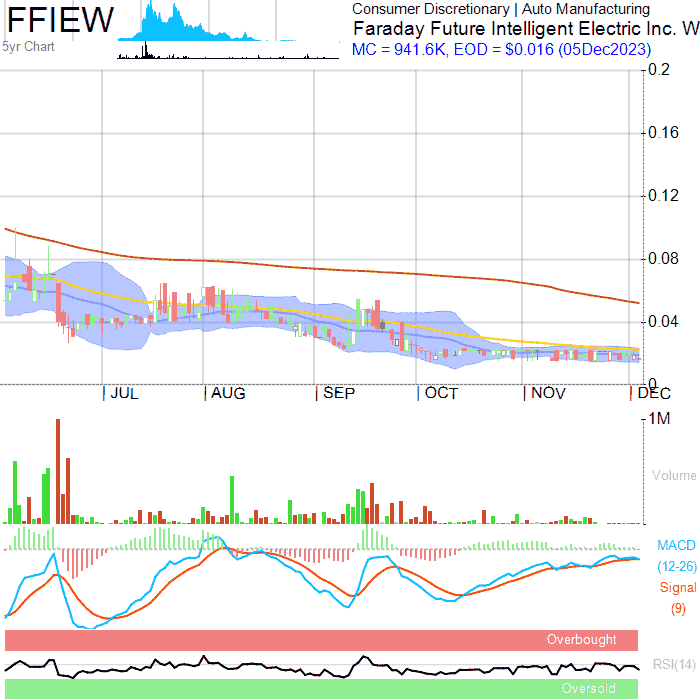 FFIEW
5yr Chart
Consumer Discretionary | Auto Manufacturing
Faraday Future Intelligent Electric Inc. W
MC = 941.6K, EOD = $0.016 (05Dec2023)
0.2
0.16
0.12
0.08
0.04
0
JUL AUG SEP OCT NOV DEC
1M
Volume
MACD
(12-26)
Signal
(9)
Overbought
RSI(14)
Oversold